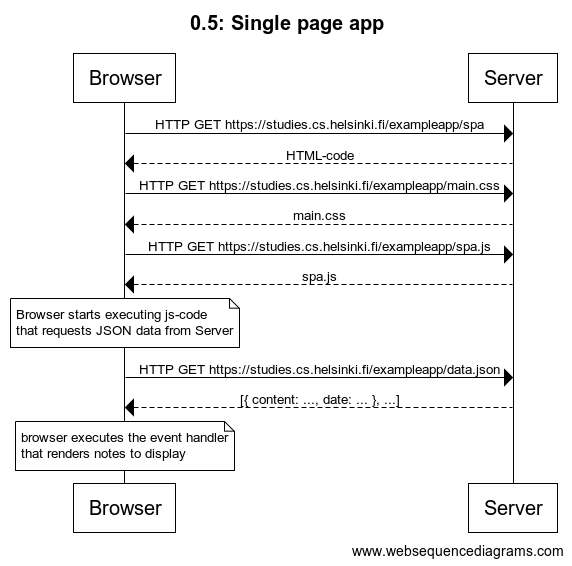 0.5: Single page app
Browser
Server
HTTP GET https://studies.cs.helsinki.fi/exampleapp/spa
HTML-code
HTTP GET https://studies.cs.helsinki.fi/exampleapp/main.css
main.css
HTTP GET https://studies.cs.helsinki.fi/exampleapp/spa.js
spa.js
Browser starts executing js-code
that requests JSON data from Server
HTTP GET https://studies.cs.helsinki.fi/exampleapp/data.json
[{ content: ..., date: ... }, ...]
browser executes the event handler
that renders notes to display
Browser
Server
www.websequencediagrams.com